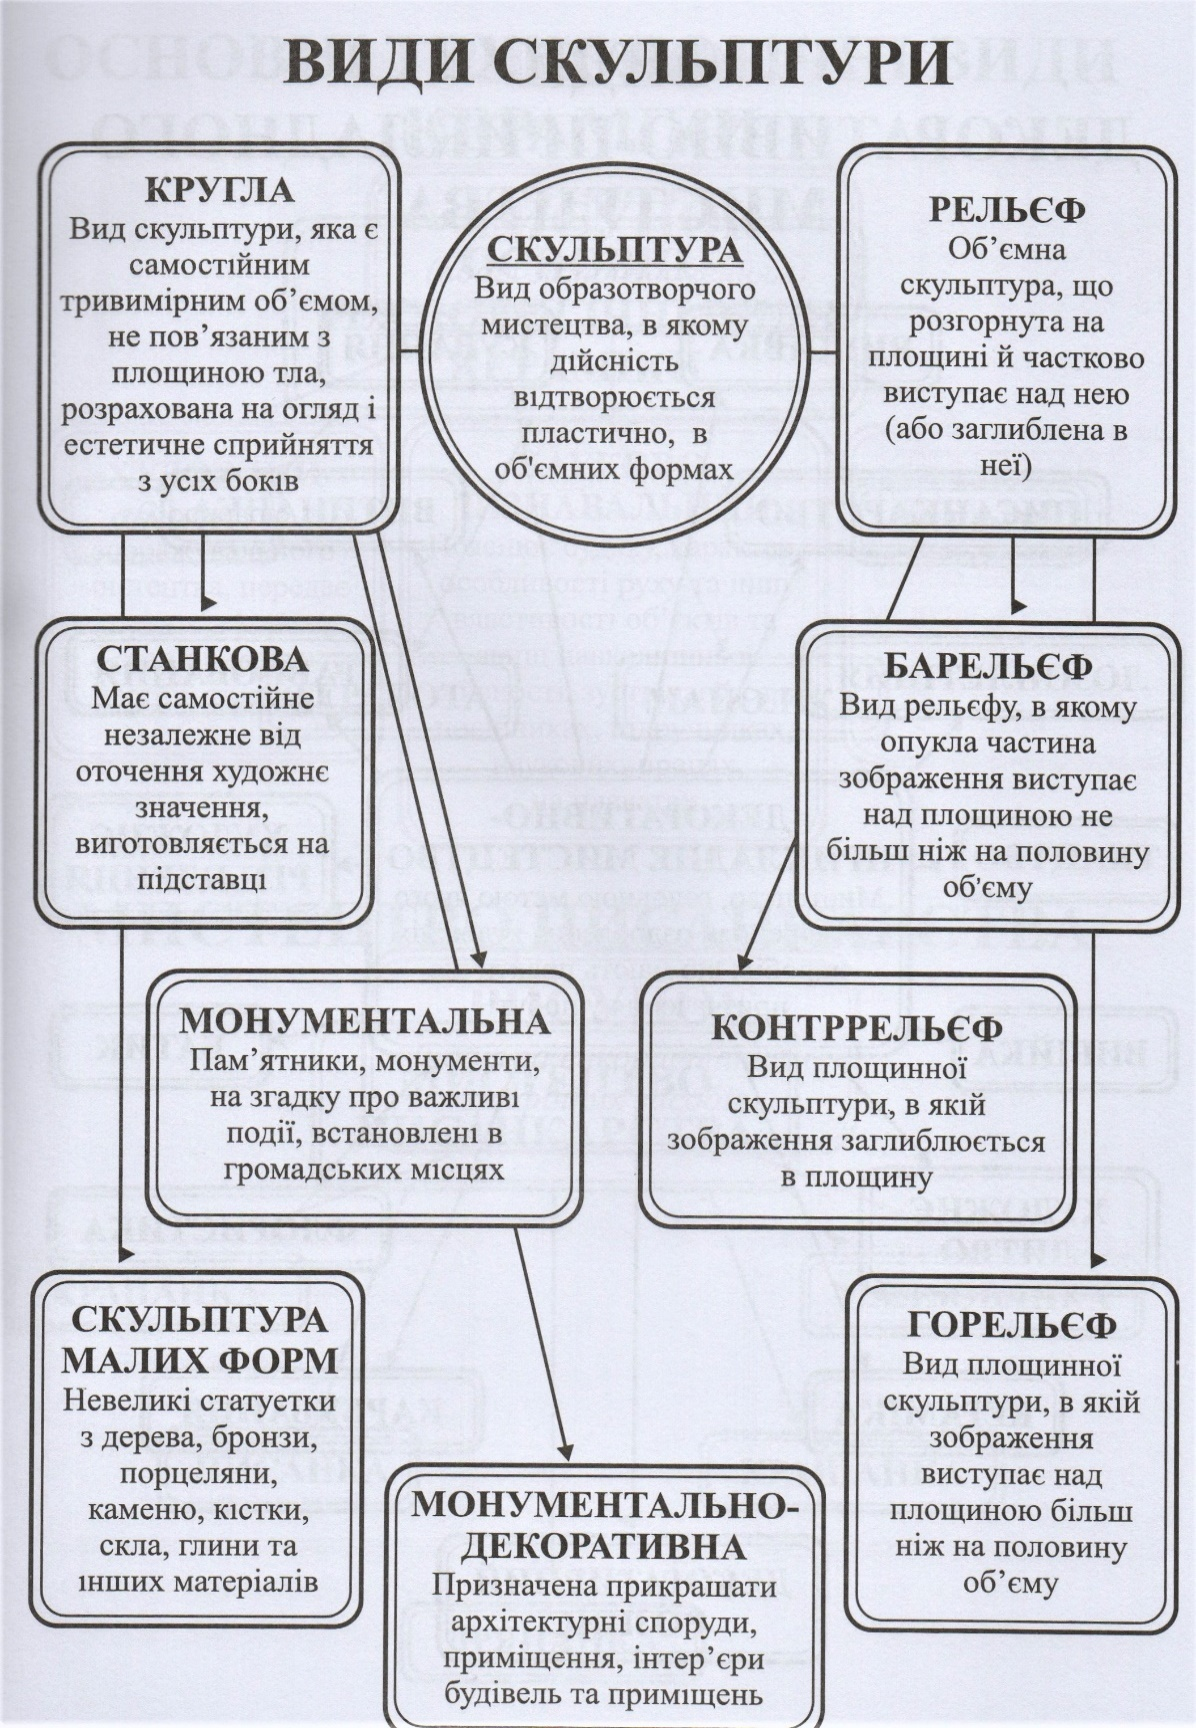 ВИДИ СКУЛЬПТУРИ
КРУГЛА
Вид скульптури, яка є
самостійним
тривимірним об’ємом,
не пов’язаним з
площиною тла,
розрахована на огляд і
естетичне сприйняття
з усіх боків
СКУЛЬПТУРА
Вид образотворчого
мистецтва, в якому
дійсність
відтворюється
пластично, в
об'ємних формах
РЕЛЬЄФ
Об’ємна
скульптура, що
розгорнута на
площині й частково
виступає над нею
(або заглиблена в
неї)
СТАНКОВА
Має самостійне
незалежне від
оточення художнє
значення,
виготовляється на
підставці
БАРЕЛЬЄФ
Вид рельєфу, в якому
опукла частина
зображення виступає
над площиною не
більш ніж на половину
об’єму
МОНУМЕНТАЛЬНА
Пам’ятники, монументи,
на згадку про важливі
події, встановлені в
громадських місцях
КОНТРРЕЛЬЄФ
Вид площинної
скульптури, в якій
зображення заглиблюється
в площину
СКУЛЬПТУРА
МАЛИХ ФОРМ
Невеликі статуетки
з дерева, бронзи,
порцеляни,
каменю, кістки,
скла, глини та
інших матеріалів
ГОРЕЛЬЄФ
Вид площинної
скульптури, в якій
зображення
виступає над
площиною більш
ніж на половину
об’єму
МОНУМЕНТАЛЬНО-
ДЕКОРАТИВНА
Призначена прикрашати
архітектурні споруди,
приміщення, інтер’єри
будівель та приміщень